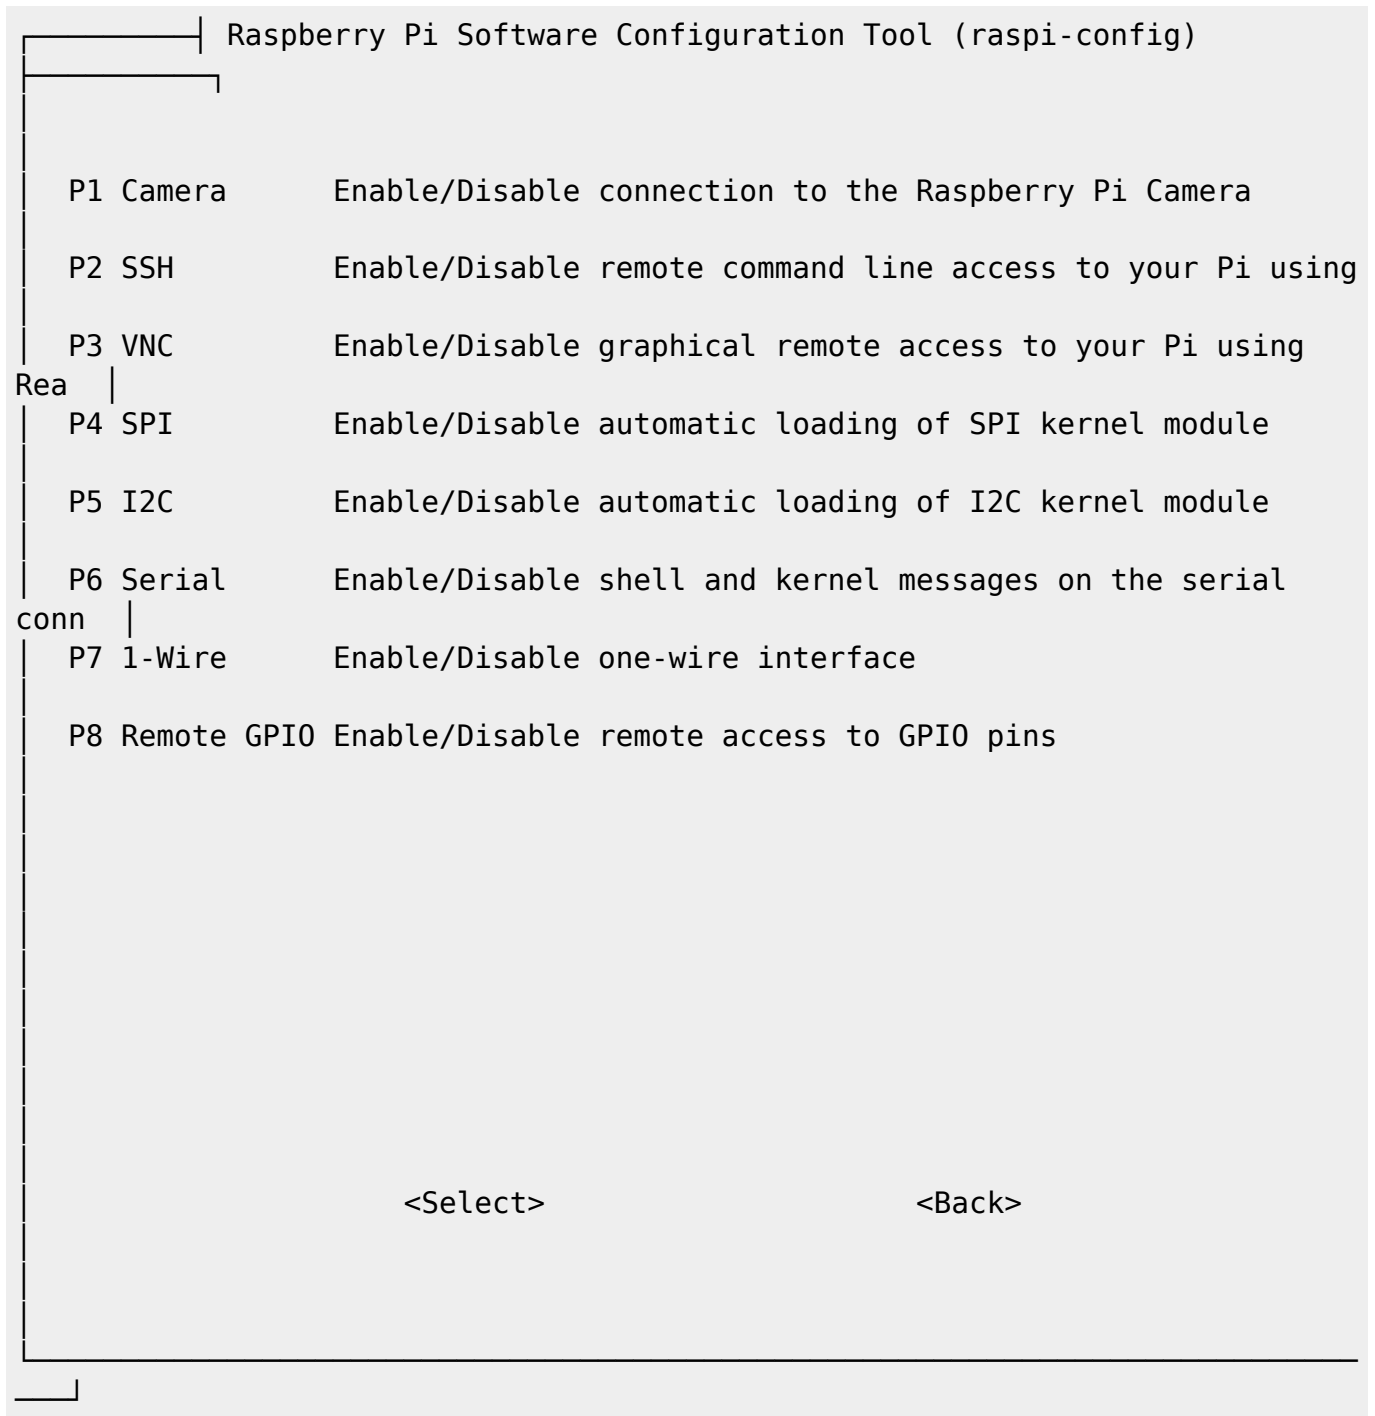 Raspberry Pi Software Configuration Tool (raspi-config)
P1 Camera Enable/Disable connection to the Raspberry Pi Camera
P2 SSH Enable/Disable remote command line access to your Pi using
P3 VNC Enable/Disable graphical remote access to your Pi using
Rea
P4 SPI Enable/Disable automatic loading of SPI kernel module
P5 I2C Enable/Disable automatic loading of I2C kernel module
P6 Serial Enable/Disable shell and kernel messages on the serial
conn
P7 1-Wire Enable/Disable one-wire interface
P8 Remote GPIO Enable/Disable remote access to GPIO pins
<Select> <Back>